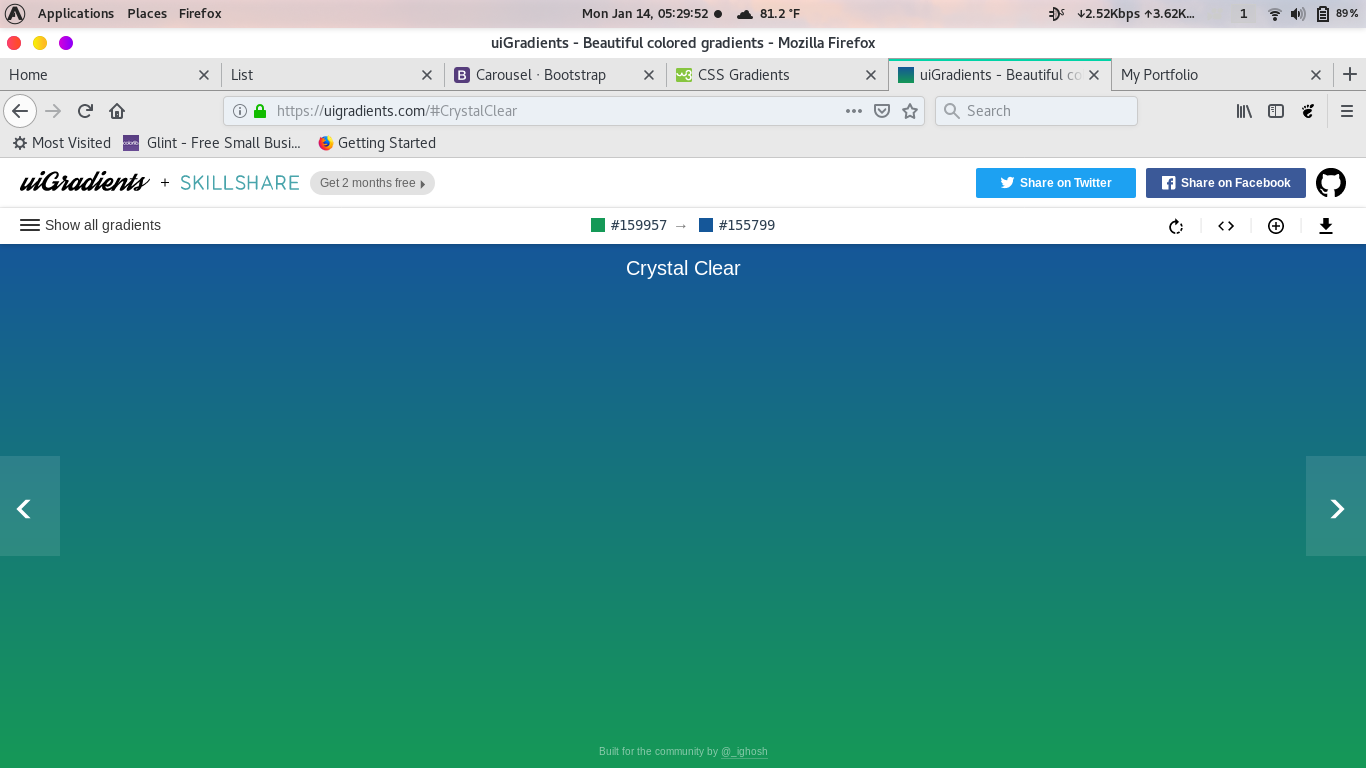 Applications Places Firefox Mon Jan 14, 05:29:52 81.2 °F ↓2.52Kbps ↑3.62K... 1 89%
uiGradients - Beautiful colored gradients - Mozilla Firefox
Home List Carousel · Bootstrap CSS Gradients uiGradients - Beautiful co My Portfolio
https://uigradients.com/#CrystalClear Search
Most Visited Glint - Free Small Busi... Getting Started
uiGradients + SKILLSHARE Get 2 months free Share on Twitter Share on Facebook
Show all gradients #159957 → #155799
Crystal Clear
Built for the community by @_ighosh